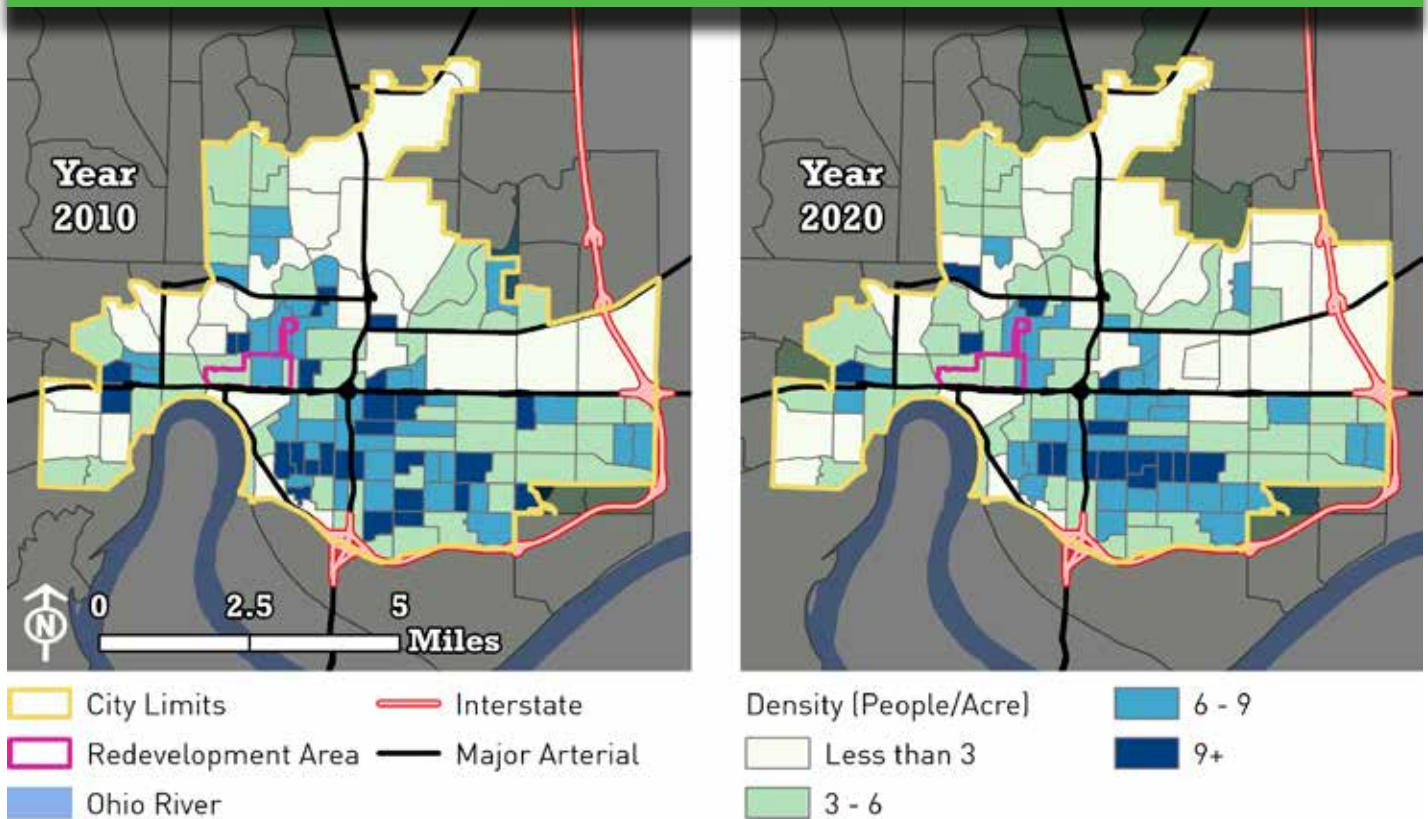 Year
2010
Year
2020
N
0 2.5 5
Miles
City Limits
Redevelopment Area
Ohio River
Interstate
Major Arterial
Density (People/Acre)
Less than 3
3 - 6
6 - 9
9+